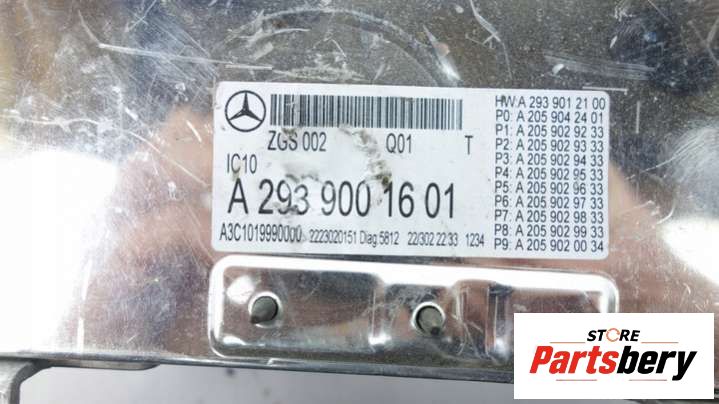 ZGS 002 Q01 T
IC10
A 293 900 16 01
A3C1019990000 2223020151 Diag:5812 22/302 22 33 1234
HW:A 293 901 21 00
P0: A 205 904 24 01
P1: A 205 902 92 33
P2: A 205 902 93 33
P3: A 205 902 94 33
P4: A 205 902 95 33
P5: A 205 902 96 33
P6: A 205 902 97 33
P7: A 205 902 98 33
P8: A 205 902 99 33
P9: A 205 902 00 34
STORE
Partsbery